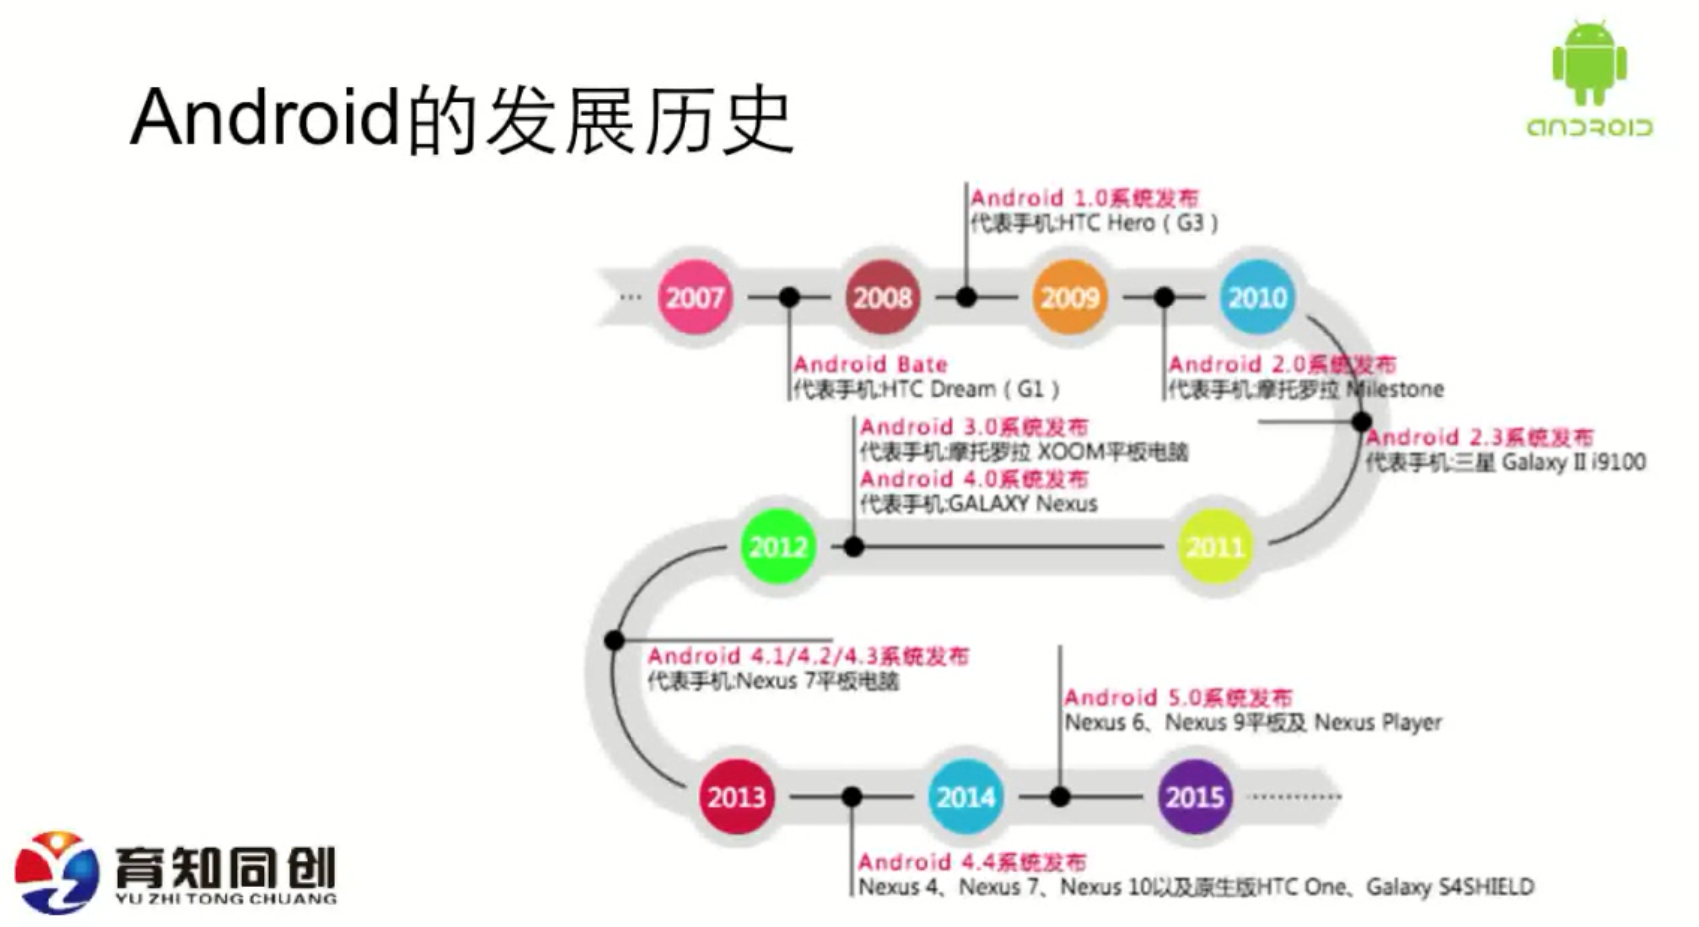 ANDROID
Android的发展历史
Android 1.0系统发布
代表手机:HTC Hero ( G3 )
... 2007 2008 2009 2010
Android Bate
代表手机:HTC Dream ( G1 )
Android 2.0系统发布
代表手机:摩托罗拉 Milestone
Android 2.3系统发布
代表手机:三星 Galaxy II i9100
Android 3.0系统发布
代表手机:摩托罗拉 XOOM平板电脑
Android 4.0系统发布
代表手机:GALAXY Nexus
2012 2011
Android 4.1/4.2/4.3系统发布
代表手机:Nexus 7平板电脑
Android 5.0系统发布
Nexus 6、Nexus 9平板及 Nexus Player
2013 2014 2015
Android 4.4系统发布
Nexus 4、Nexus 7、Nexus 10以及原生版HTC One、Galaxy S4SHIELD
育知同创
YU ZHI TONG CHUANG